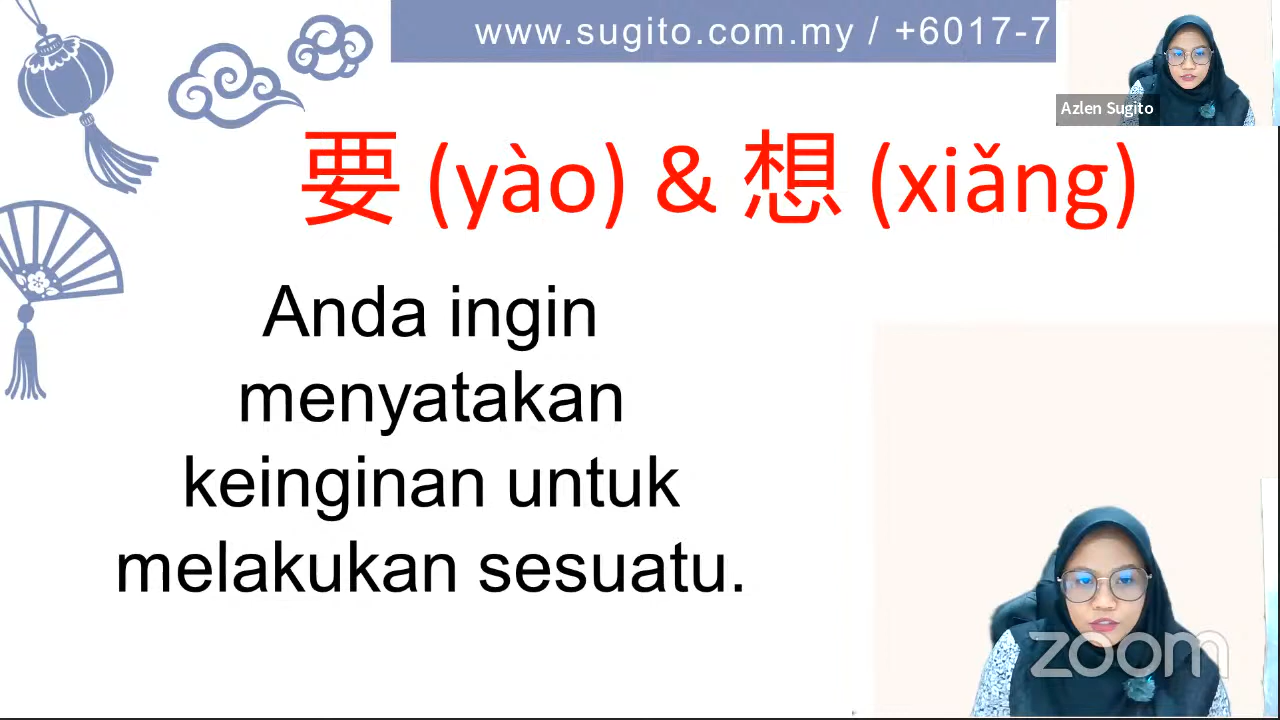 www.sugito.com.my / +6017-7
Azlen Sugito
要 (yào) & 想 (xiǎng)
Anda ingin
menyatakan
keinginan untuk
melakukan sesuatu.
zoom